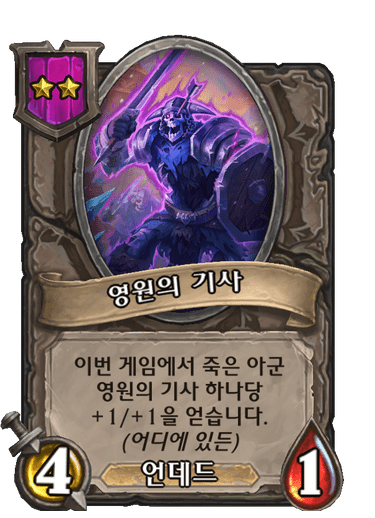 영원의 기사
이번 게임에서 죽은 아군
영원의 기사 하나당
+1/+1을 얻습니다.
(어디에 있든)
4
언데드
1